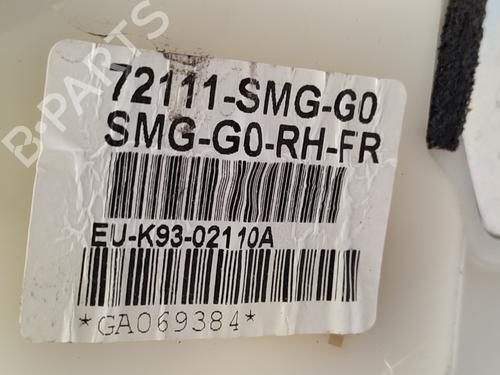 72111-SMG-G0
SMG-G0-RH-FR
EU-K93-02110A
*GA069384*
B-PARTS